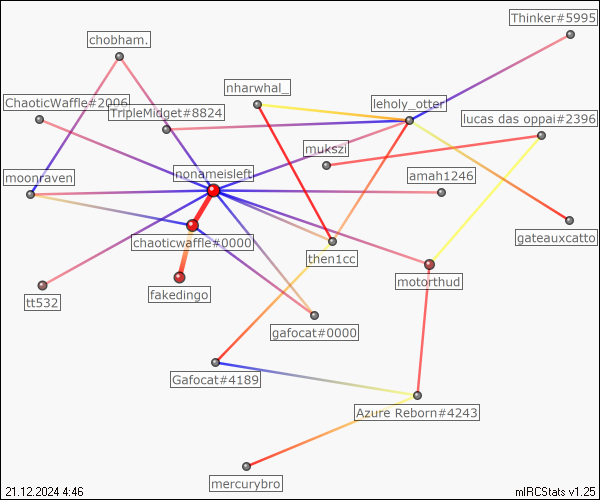 Thinker#5995
chobham.
nharwhal_
ChaoticWaffle#2006
TripleMidget#8824
leholy_otter
lucas das oppai#2396
mukszi
moonraven
nonameisleft
amah1246
chaoticwaffle#0000
gateauxcatto
then1cc
fakedingo
motorthud
tt532
gafocat#0000
Gafocat#4189
Azure Reborn#4243
mercurybro
21.12.2024 4:46
mIRCStats v1.25